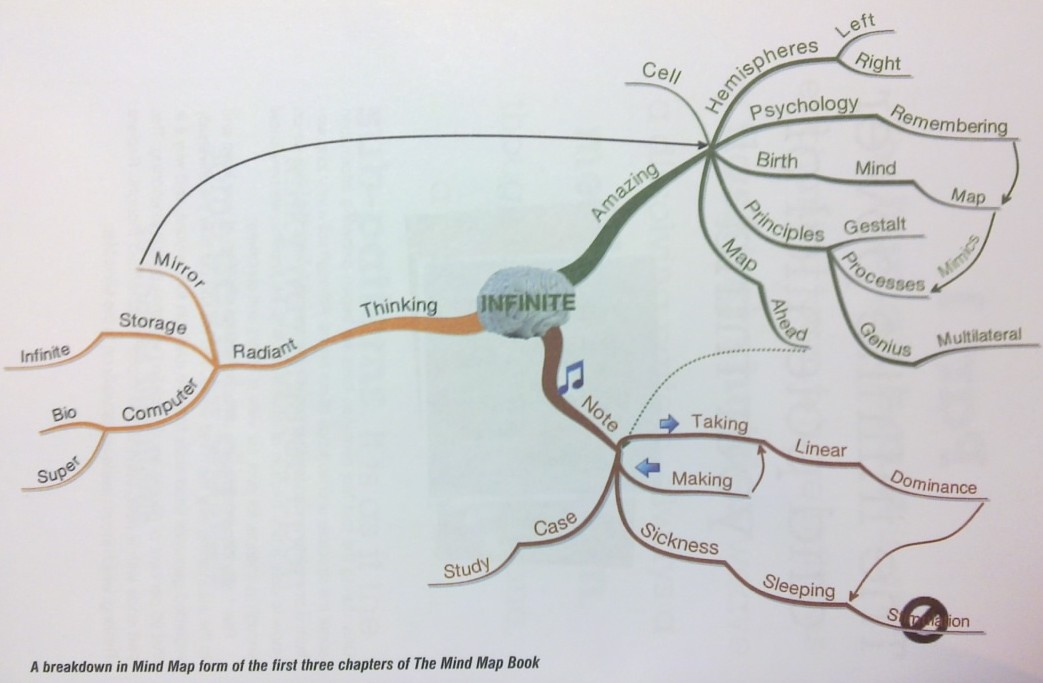 INFINITE
Amazing
Cell
Hemispheres
Left
Right
Psychology
Remembering
Birth
Mind
Map
Mimics
Principles
Gestalt
Processes
Genius
Multilateral
Map
Ahead
Note
Taking
Linear
Dominance
Making
Sickness
Sleeping
Case
Study
Thinking
Radiant
Mirror
Storage
Infinite
Computer
Bio
Super
A breakdown in Mind Map form of the first three chapters of The Mind Map Book